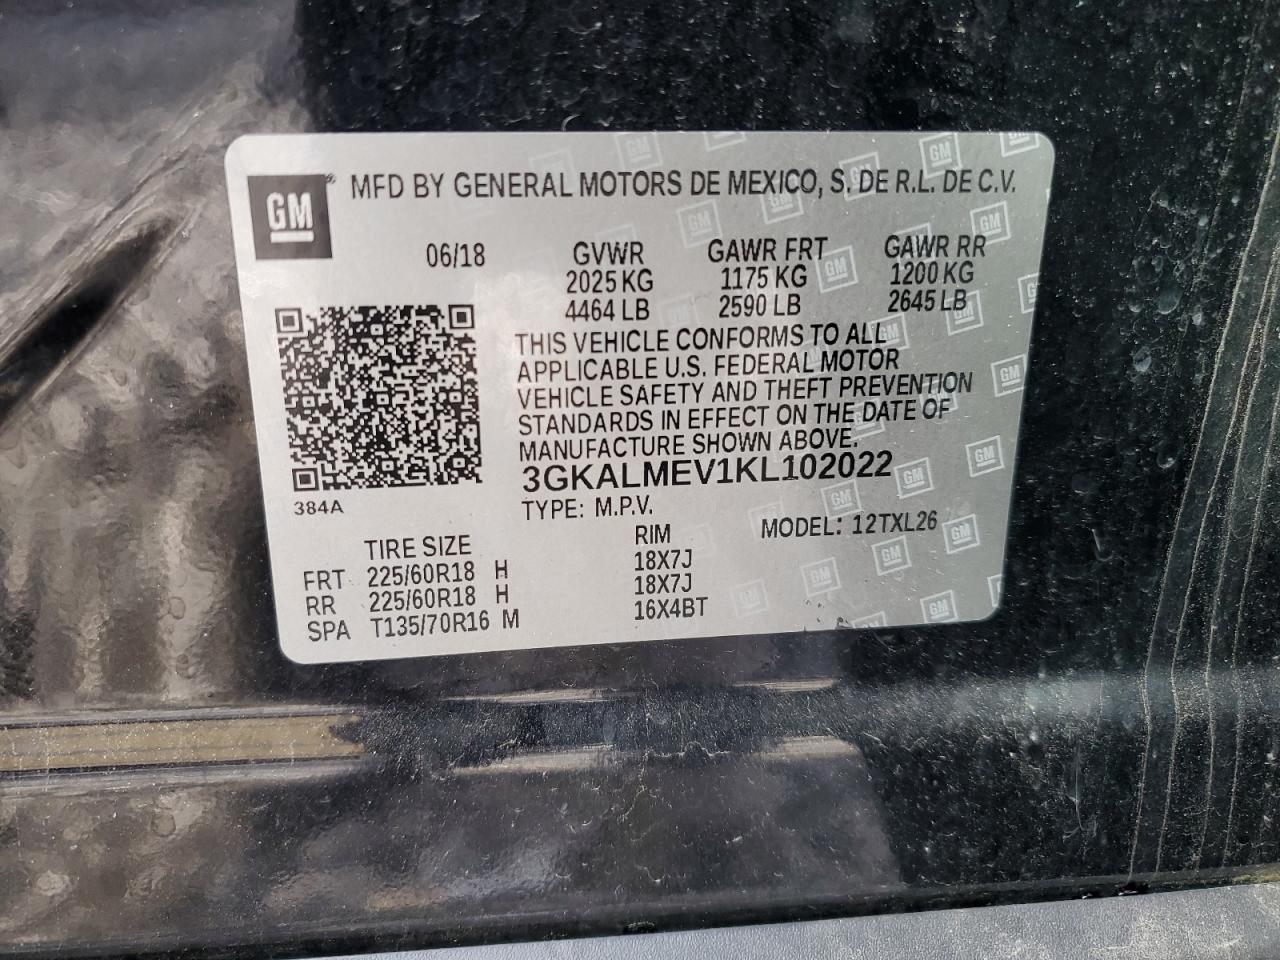 GM
MFD BY GENERAL MOTORS DE MEXICO, S. DE R.L. DE C.V.
06/18 GVWR GAWR FRT GAWR RR
2025 KG 1175 KG 1200 KG
4464 LB 2590 LB 2645 LB
THIS VEHICLE CONFORMS TO ALL
APPLICABLE U.S. FEDERAL MOTOR
VEHICLE SAFETY AND THEFT PREVENTION
STANDARDS IN EFFECT ON THE DATE OF
MANUFACTURE SHOWN ABOVE.
3GKALMEV1KL102022
384A
TYPE: M.P.V. MODEL: 12TXL26
TIRE SIZE RIM
FRT 225/60R18 H 18X7J
RR 225/60R18 H 18X7J
SPA T135/70R16 M 16X4BT